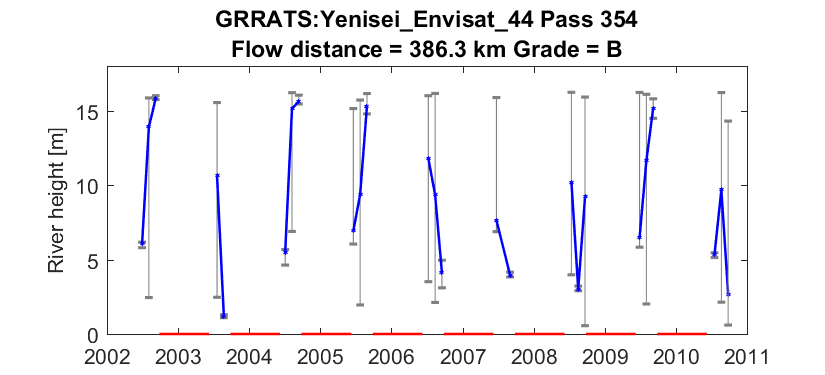 GRRATS:Yenisei_Envisat_44 Pass 354
Flow distance = 386.3 km Grade = B
River height [m]
15
10
5
0
2002 2003 2004 2005 2006 2007 2008 2009 2010 2011